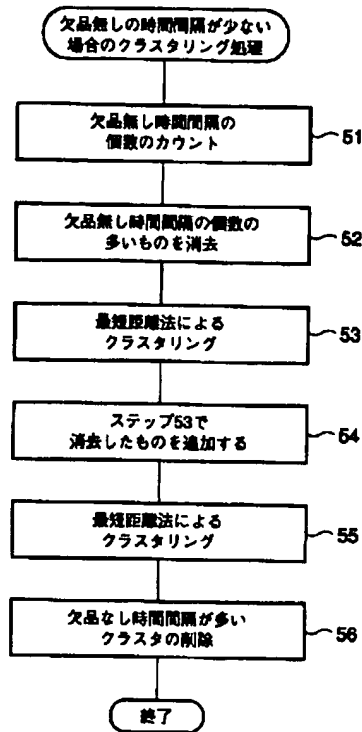 欠品無しの時間間隔が少ない
場合のクラスタリング処理
欠品無し時間間隔の
個数のカウント
51
欠品無し時間間隔の個数の
多いものを消去
52
最短距離法による
クラスタリング
53
ステップ53で
消去したものを追加する
54
最短距離法による
クラスタリング
55
欠品なし時間間隔が多い
クラスタの削除
56
終了